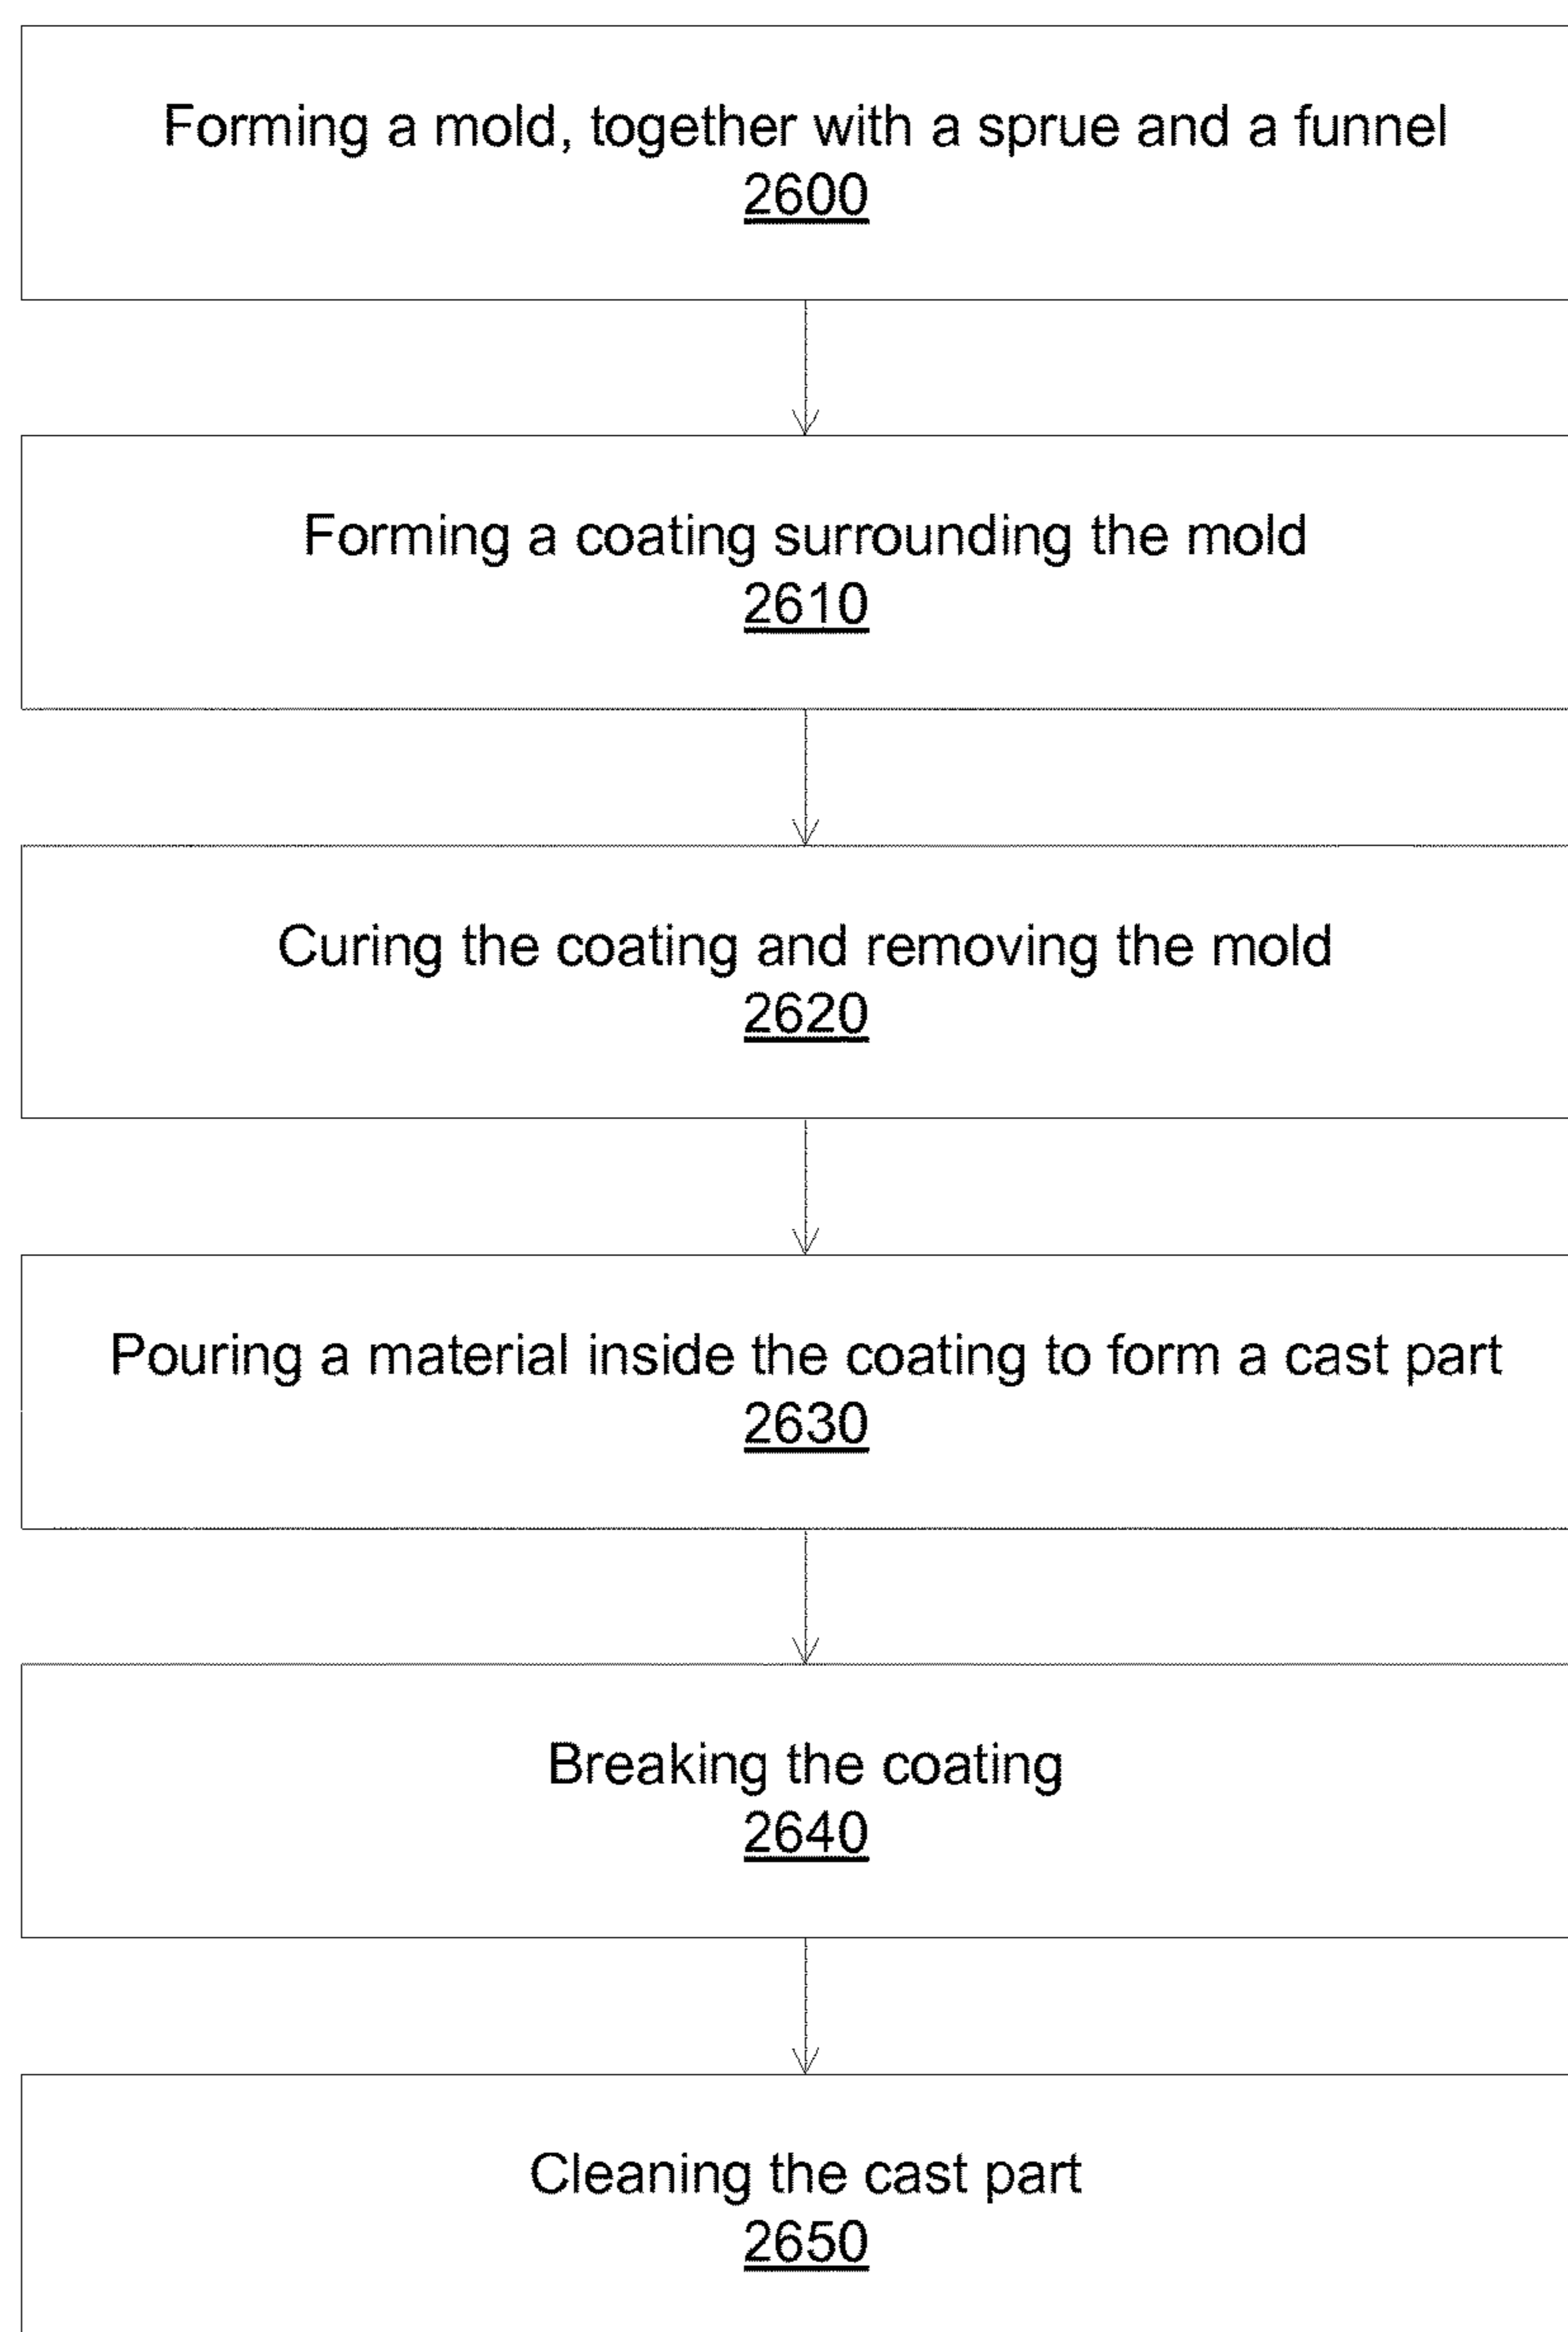 Forming a mold, together with a sprue and a funnel
2600
Forming a coating surrounding the mold
2610
Curing the coating and removing the mold
2620
Pouring a material inside the coating to form a cast part
2630
Breaking the coating
2640
Cleaning the cast part
2650